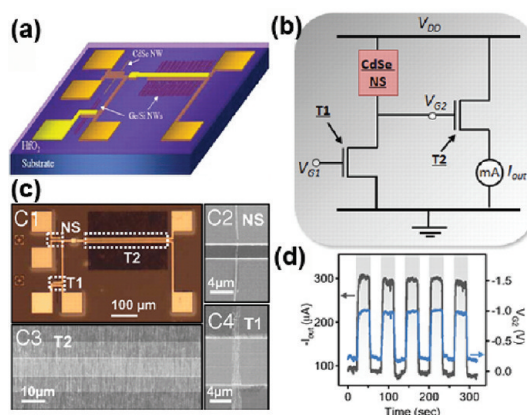 (a)
CdSe NW
Ge/Si NWs
HfO2
Substrate
(b)
VDD
CdSe
NS
T1
VG2
VG1
T2
mA
Iout
(c)
C1
NS
T2
T1
100 µm
C2
NS
4µm
C3
T2
10µm
C4
T1
4µm
(d)
-Iout (µA)
300
200
100
VG2 (V)
-1.5
-1.0
-0.5
0.0
0
100
200
300
Time (sec)